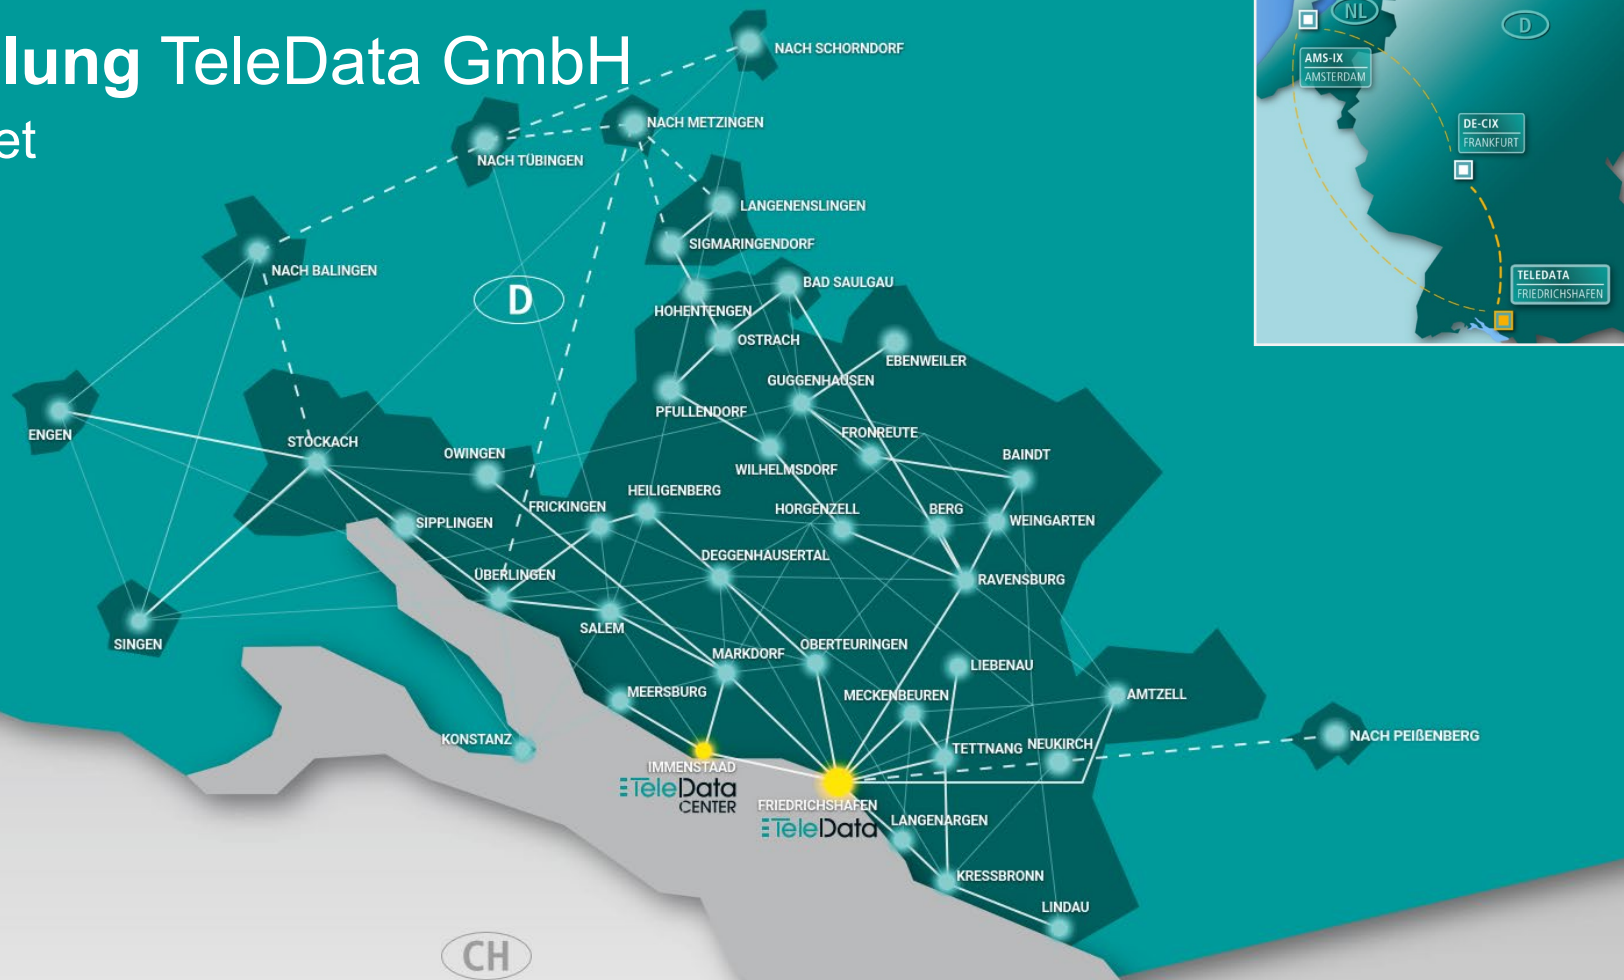 lung TeleData GmbH
et
NACH SCHORNDORF
NACH METZINGEN
NACH TÜBINGEN
LANGENENSLINGEN
SIGMARINGENDORF
NACH BALINGEN
BAD SAULGAU
D
HOHENTENGEN
OSTRACH
EBENWEILER
GUGGENHAUSEN
PFULLENDORF
ENGEN
STOCKACH
FRONREUTE
OWINGEN
BAINDT
WILHELMSDORF
HEILIGENBERG
FRICKINGEN
HORGENZELL
BERG
SIPPLINGEN
WEINGARTEN
DEGGENHAUSERTAL
ÜBERLINGEN
RAVENSBURG
SALEM
SINGEN
OBERTEURINGEN
MARKDORF
LIEBENAU
MEERSBURG
MECKENBEUREN
AMTZELL
KONSTANZ
NACH PEIßENBERG
TETTNANG
NEUKIRCH
IMMENSTAAD
TeleData
CENTER
FRIEDRICHSHAFEN
TeleData
LANGENARGEN
KRESSBRONN
LINDAU
CH
NL
D
AMS-IX
AMSTERDAM
DE-CIX
FRANKFURT
TELEDATA
FRIEDRICHSHAFEN